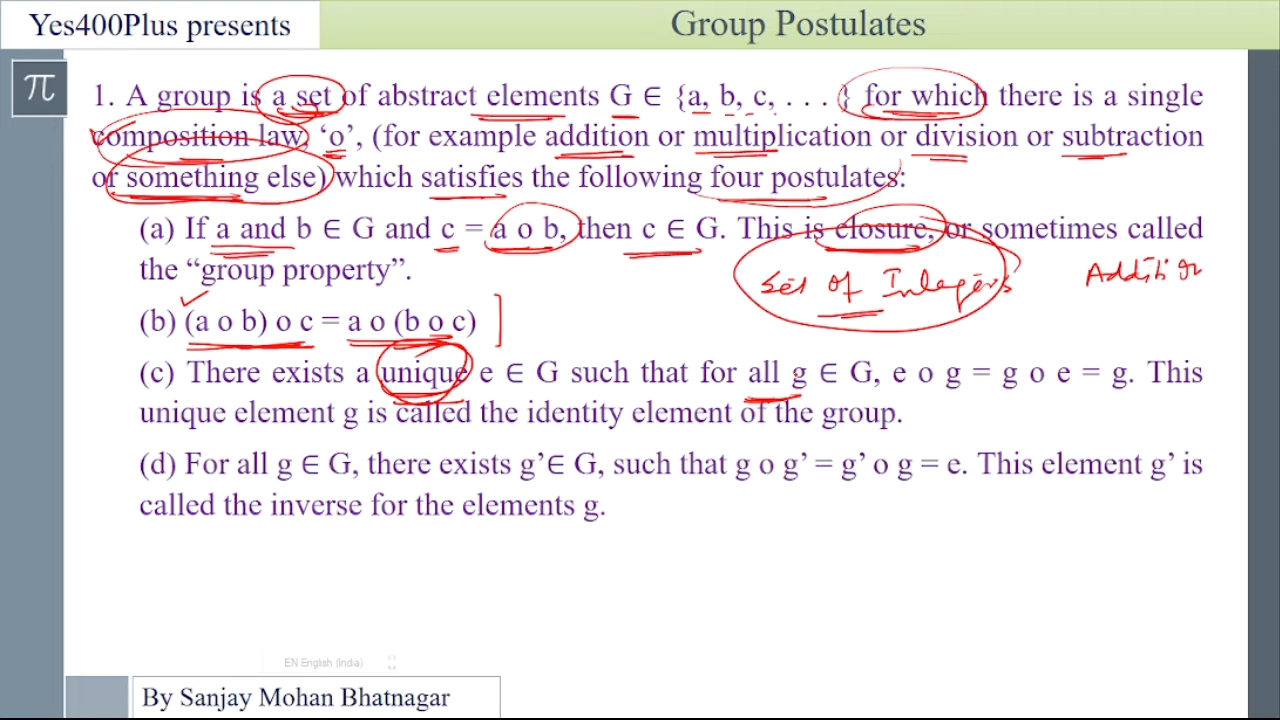 Yes400Plus presents
Group Postulates
π
1. A group is a set of abstract elements G ∈ {a, b, c, . . . } for which there is a single
composition law, ‘o’, (for example addition or multiplication or division or subtraction
or something else) which satisfies the following four postulates:
(a) If a and b ∈ G and c = a o b, then c ∈ G. This is closure, or sometimes called
the “group property”.
Set of Integers
Addition
(b) (a o b) o c = a o (b o c)
(c) There exists a unique e ∈ G such that for all g ∈ G, e o g = g o e = g. This
unique element g is called the identity element of the group.
(d) For all g ∈ G, there exists g’∈ G, such that g o g’ = g’ o g = e. This element g’ is
called the inverse for the elements g.
EN English (India)
By Sanjay Mohan Bhatnagar